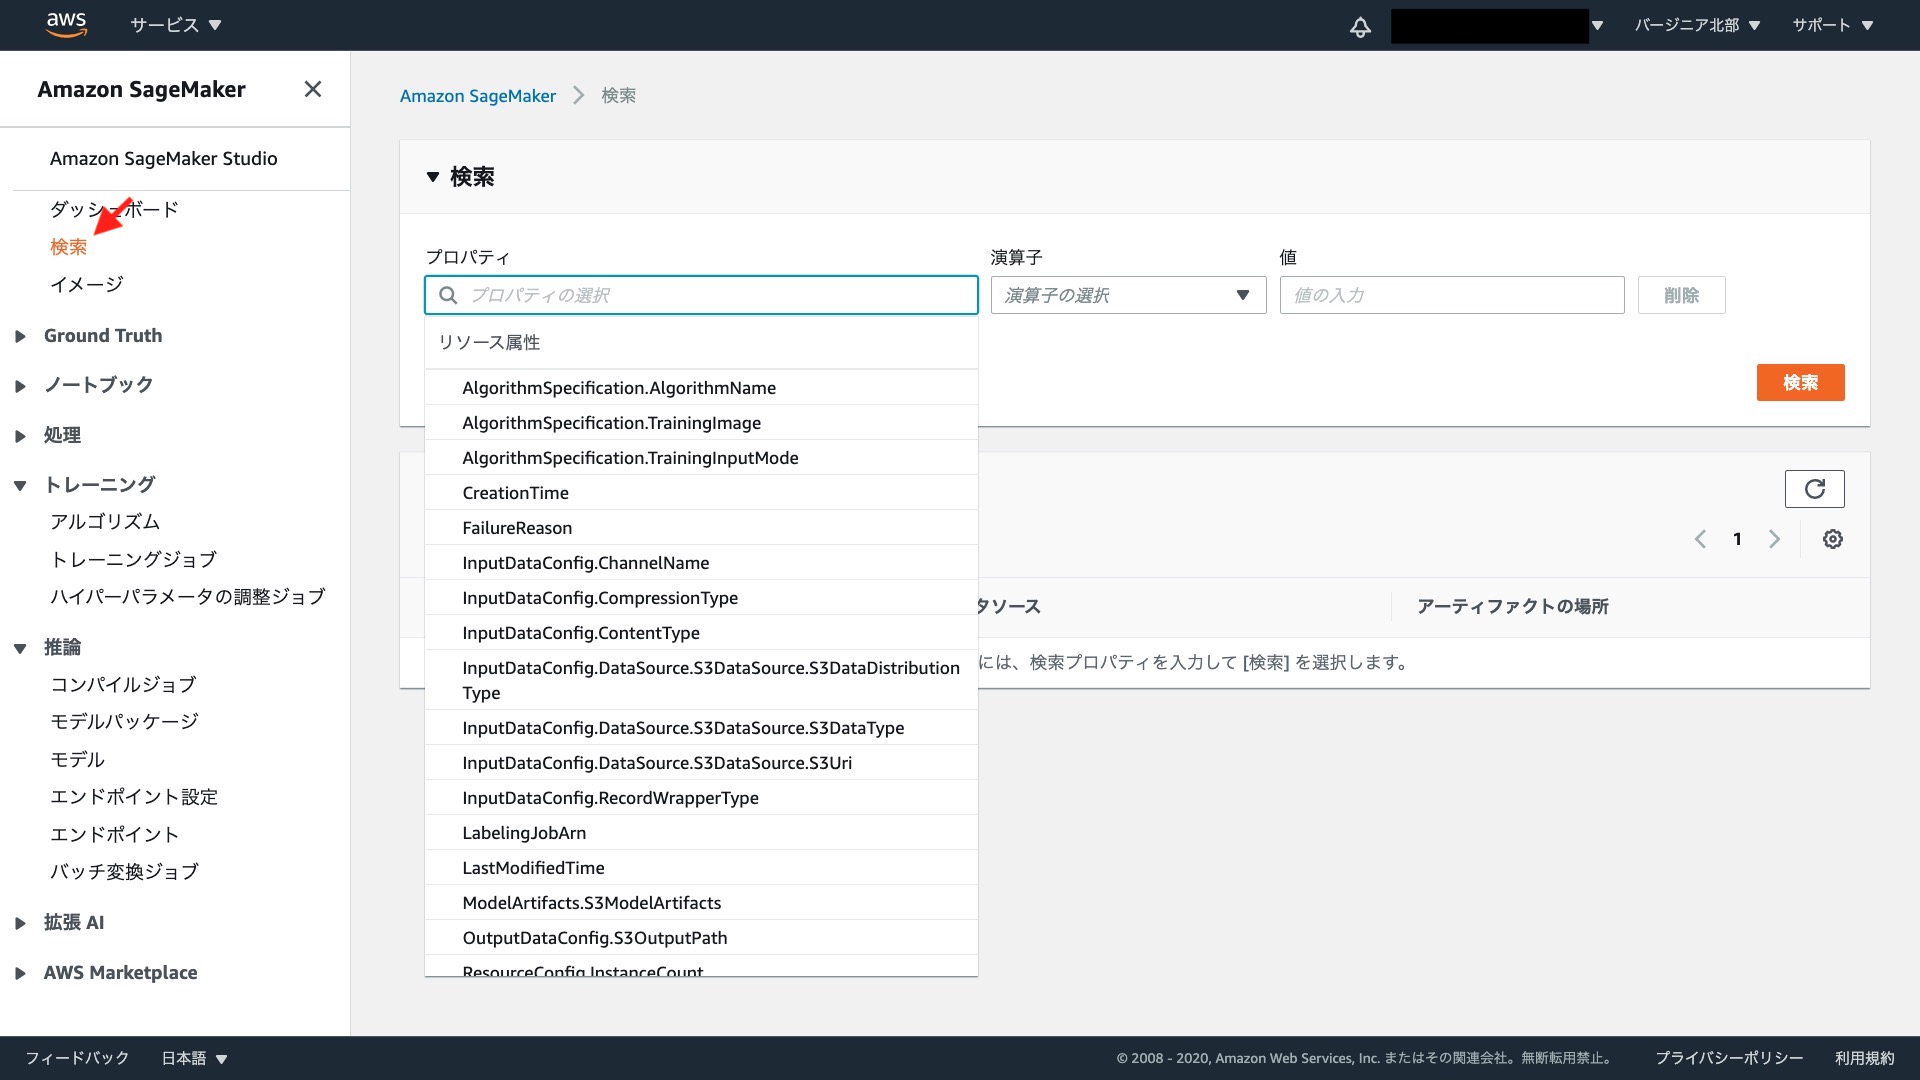 aws
サービス
バージニア北部
サポート
Amazon SageMaker
Amazon SageMaker Studio
ダッシュボード
検索
イメージ
Ground Truth
ノートブック
処理
トレーニング
アルゴリズム
トレーニングジョブ
ハイパーパラメータの調整ジョブ
推論
コンパイルジョブ
モデルパッケージ
モデル
エンドポイント設定
エンドポイント
バッチ変換ジョブ
拡張 AI
AWS Marketplace
Amazon SageMaker
検索
検索
プロパティ
演算子
値
プロパティの選択
演算子の選択
値の入力
削除
検索
リソース属性
AlgorithmSpecification.AlgorithmName
AlgorithmSpecification.TrainingImage
AlgorithmSpecification.TrainingInputMode
CreationTime
FailureReason
InputDataConfig.ChannelName
InputDataConfig.CompressionType
InputDataConfig.ContentType
InputDataConfig.DataSource.S3DataSource.S3DataDistribution
Type
InputDataConfig.DataSource.S3DataSource.S3DataType
InputDataConfig.DataSource.S3DataSource.S3Uri
InputDataConfig.RecordWrapperType
LabelingJobArn
LastModifiedTime
ModelArtifacts.S3ModelArtifacts
OutputDataConfig.S3OutputPath
ResourceConfig.InstanceCount
1
タソース
アーティファクトの場所
には、検索プロパティを入力して [検索] を選択します。
フィードバック
日本語
© 2008 - 2020, Amazon Web Services, Inc. またはその関連会社。無断転用禁止。
プライバシーポリシー
利用規約